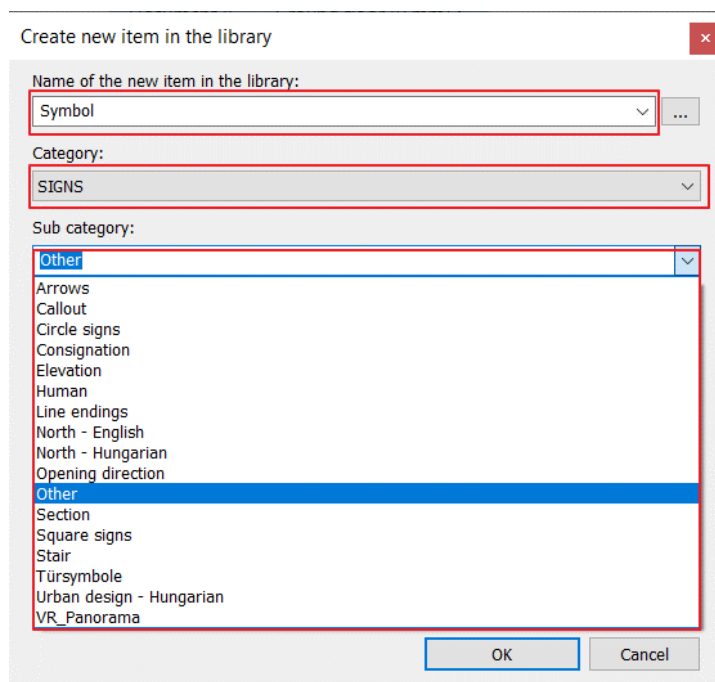 Create new item in the library
Name of the new item in the library:
Symbol
...
Category:
SIGNS
Sub category:
Other
Arrows
Callout
Circle signs
Consignation
Elevation
Human
Line endings
North - English
North - Hungarian
Opening direction
Other
Section
Square signs
Stair
Türsymbole
Urban design - Hungarian
VR_Panorama
OK Cancel